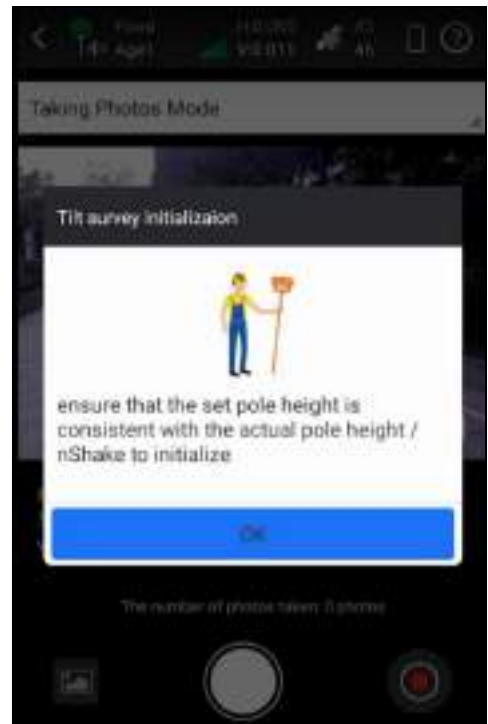 Fixed
Taking Photos Mode
Tilt survey initializaion
ensure that the set pole height is
consistent with the actual pole height /
nShake to initialize
OK
The number of photos taken: 0 photos